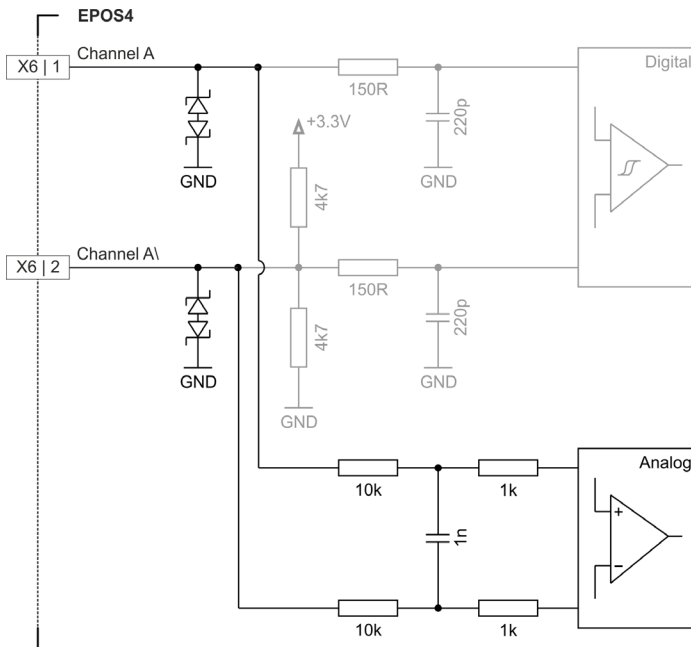 EPOS4
X6 | 1
Channel A
Digital
150R
220p
+3.3V
GND
GND
4k7
X6 | 2
Channel A\
150R
220p
4k7
GND
GND
GND
Analog
10k
1k
+
1n
–
10k
1k